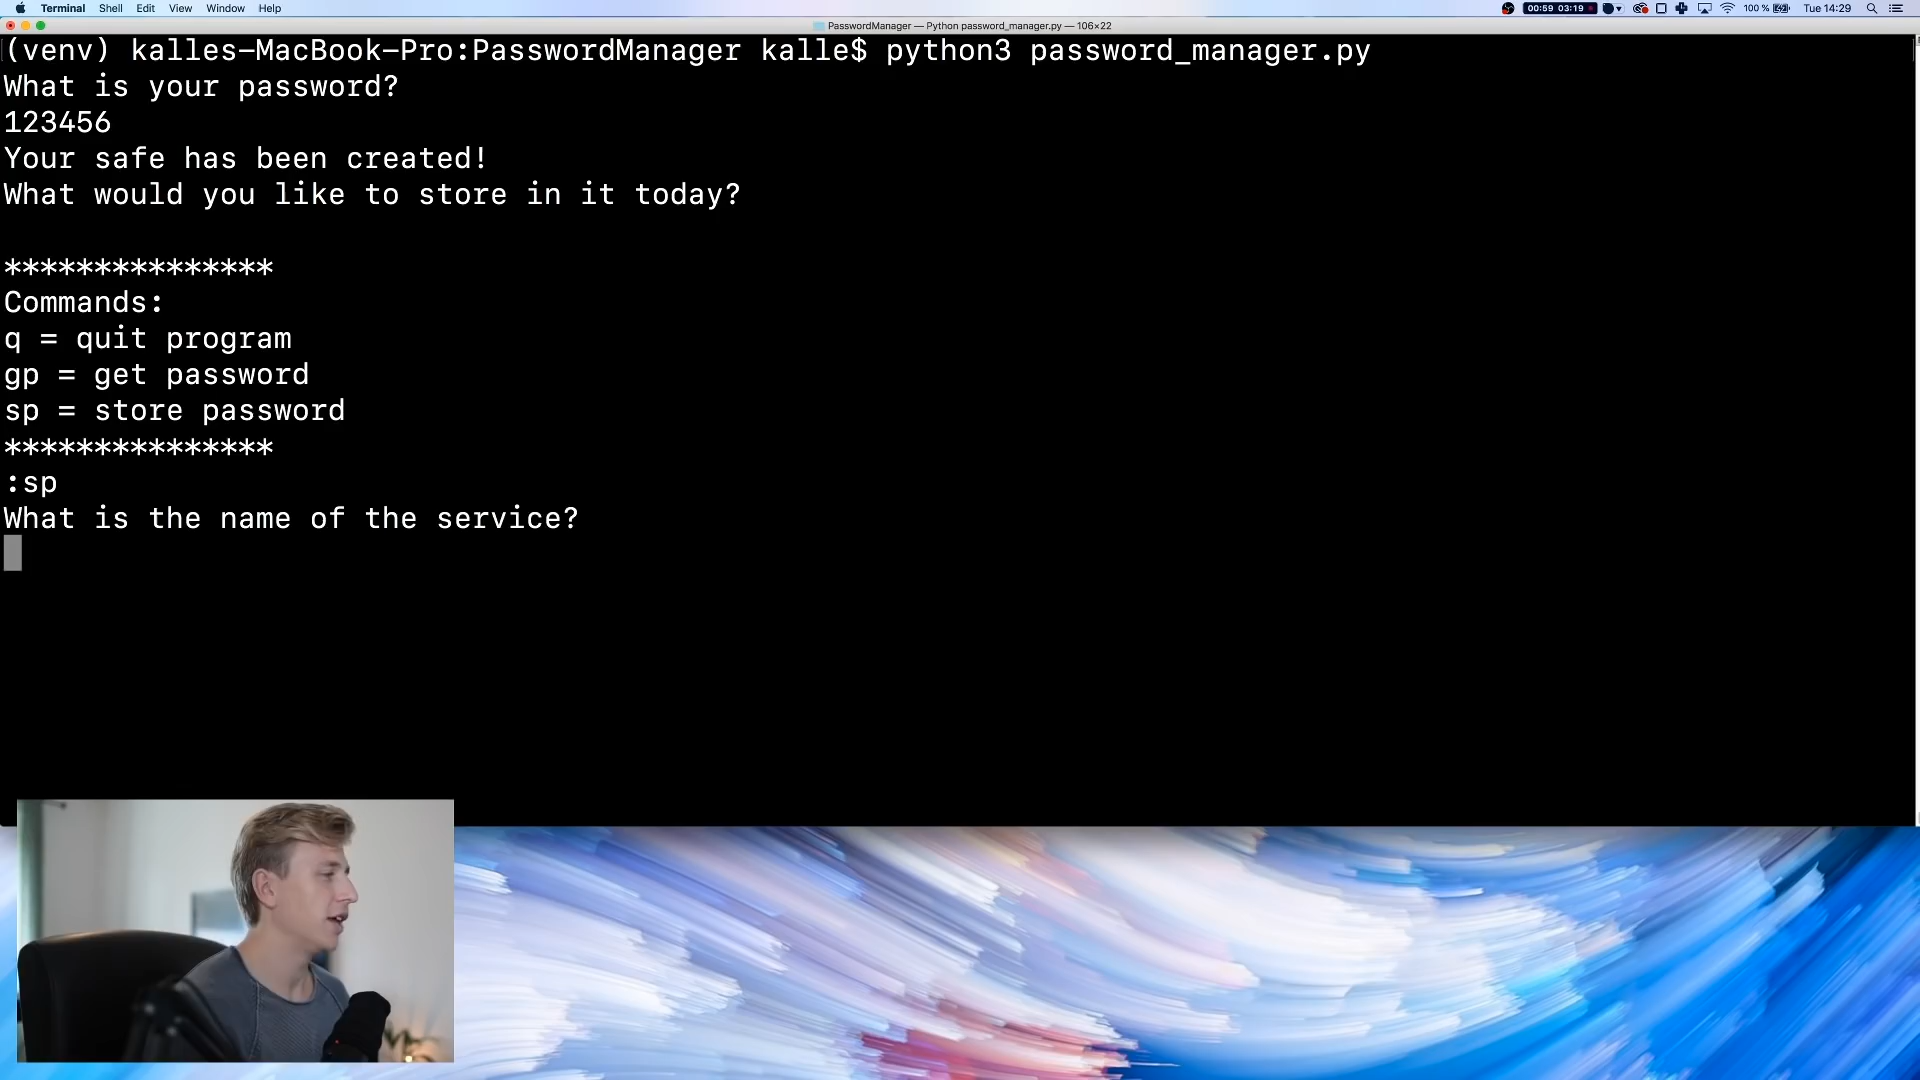 Terminal Shell Edit View Window Help
00:59 03:19 100 % Tue 14:29
PasswordManager — Python password_manager.py — 106×22
(venv) kalles-MacBook-Pro:PasswordManager kalle$ python3 password_manager.py
What is your password?
123456
Your safe has been created!
What would you like to store in it today?
***************
Commands:
q = quit program
gp = get password
sp = store password
***************
:sp
What is the name of the service?